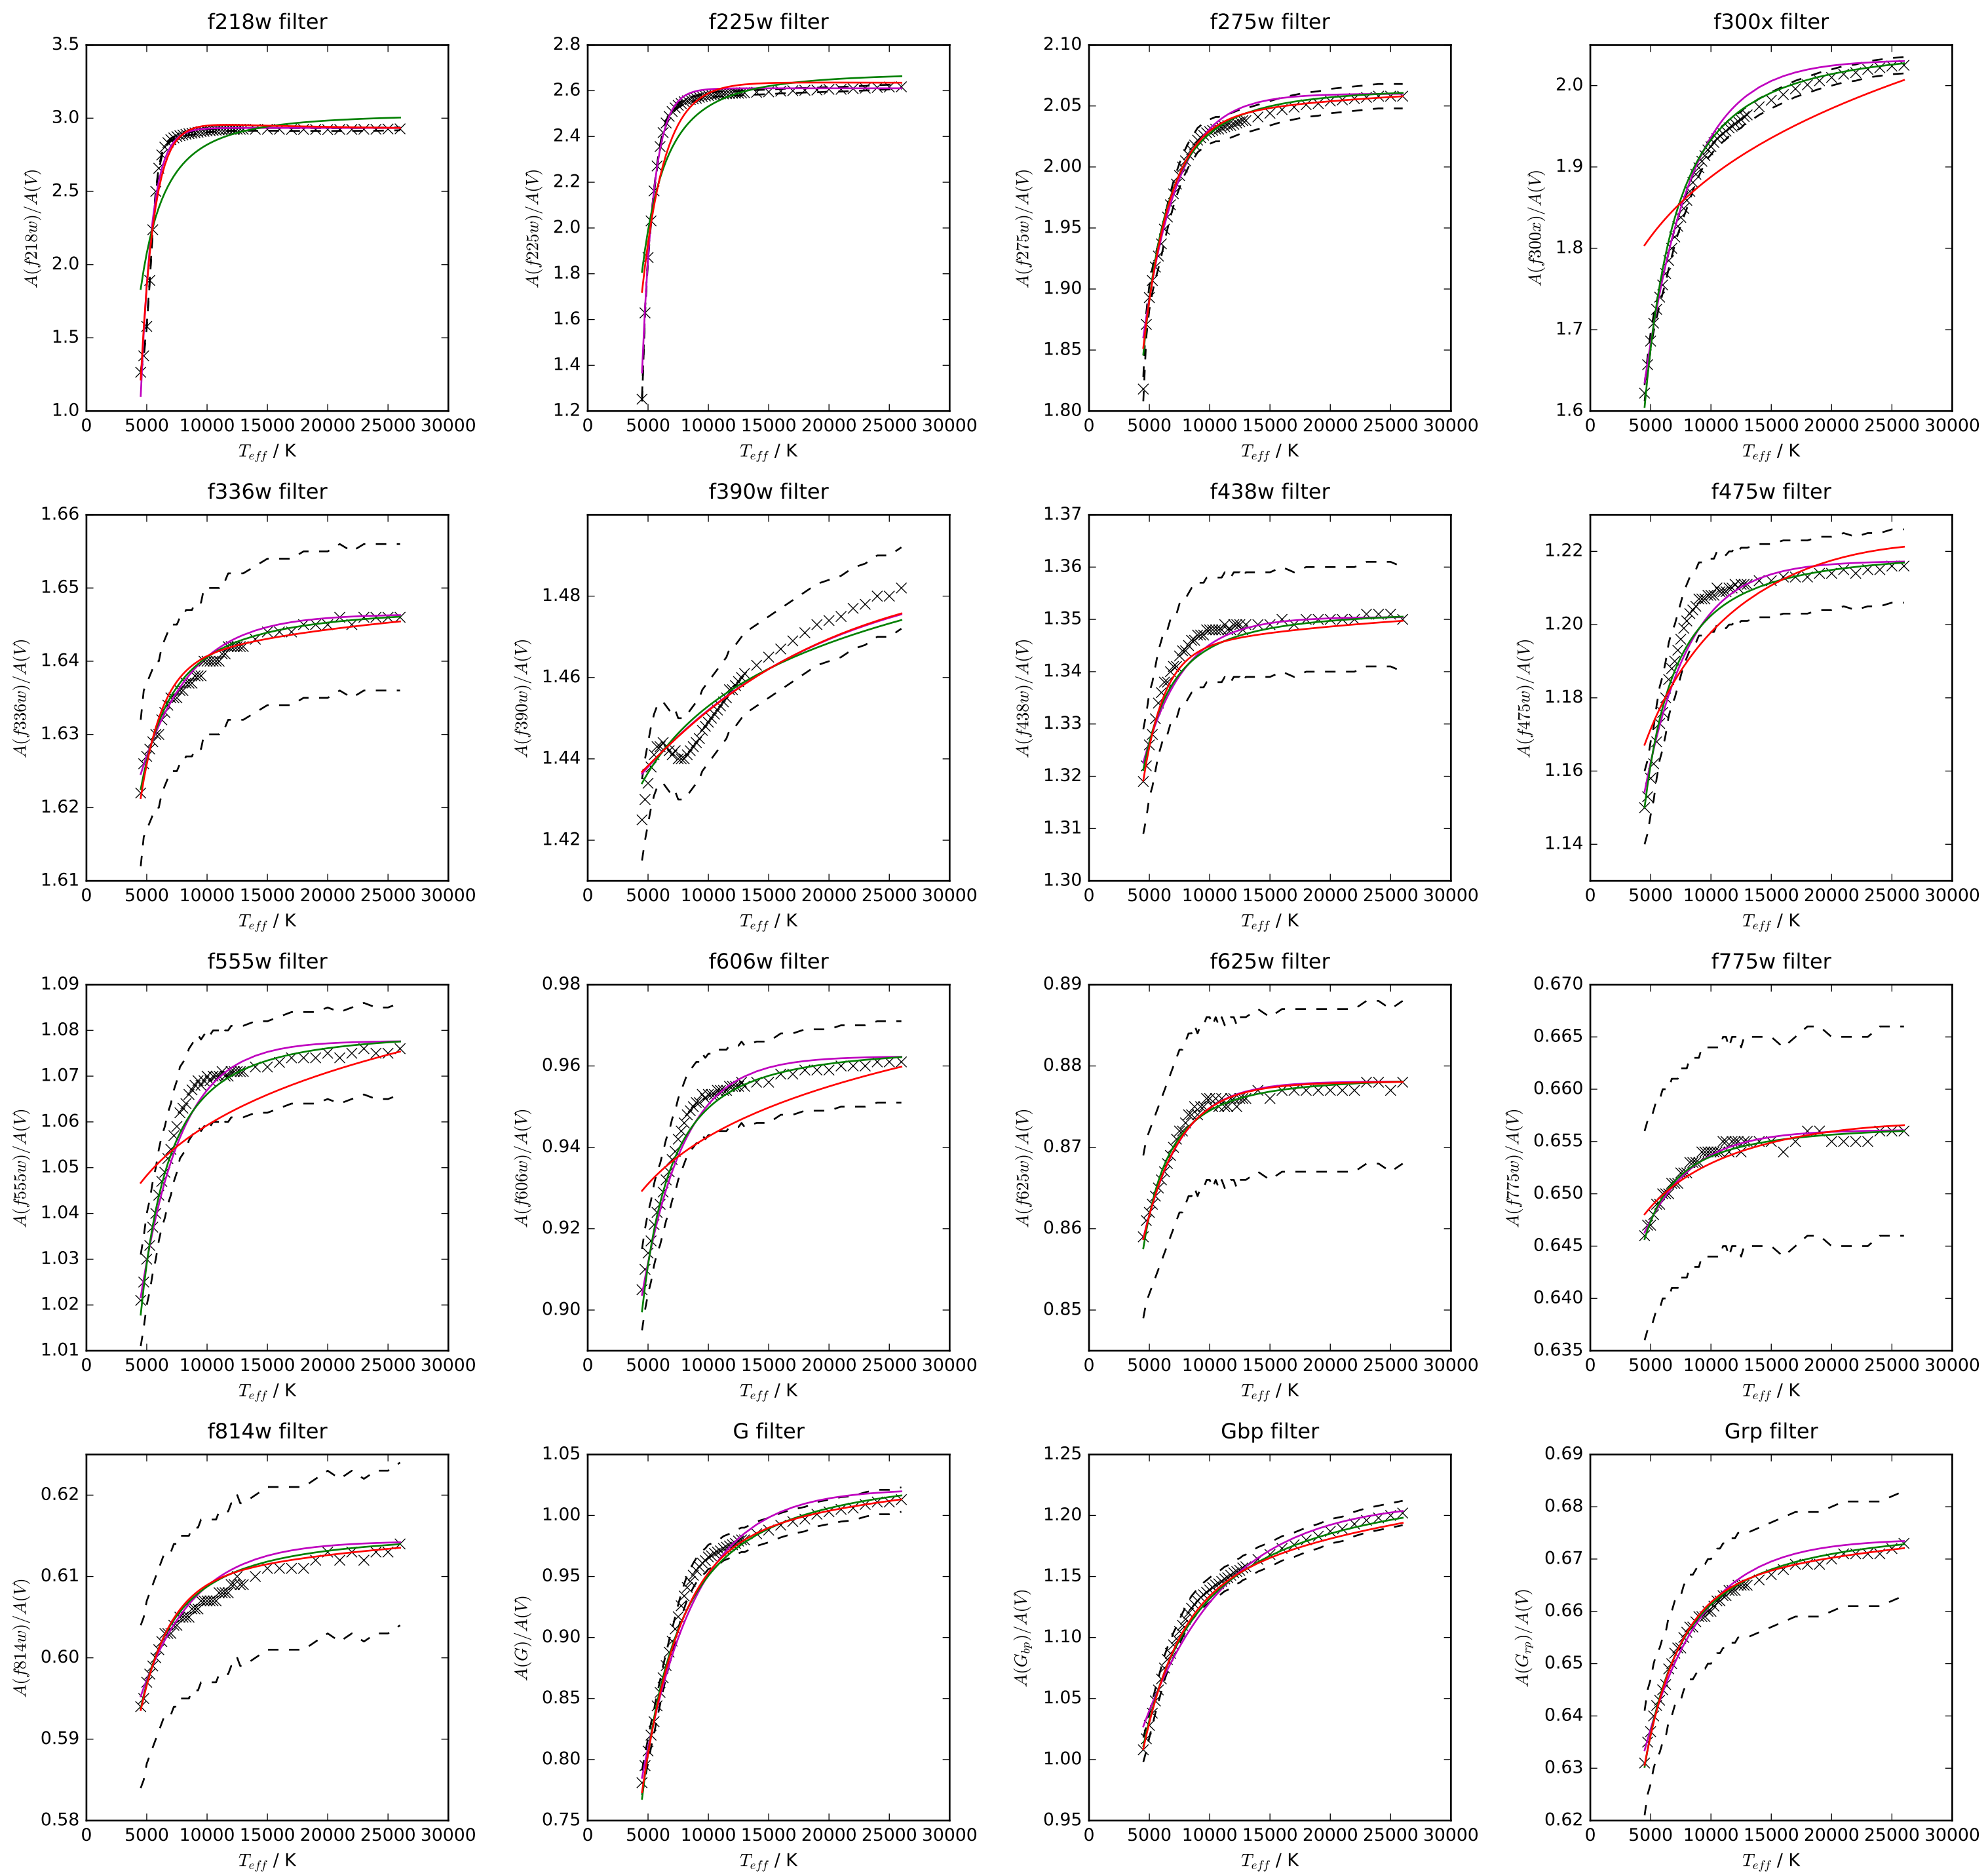 f218w filter f225w filter f275w filter f300x filter
3.5 2.8 2.10
3.0 2.6 2.05 2.0
2.5 2.4 2.00 1.9
2.2
2.0 2.0 1.95 1.8
1.8 1.90
1.5 1.6 1.85 1.7
1.4
1.0 1.2 1.80 1.6
A(f218w)/A(V) A(f225w)/A(V) A(f275w)/A(V) A(f300x)/A(V)
0 5000 10000 15000 20000 25000 30000 0 5000 10000 15000 20000 25000 30000 0 5000 10000 15000 20000 25000 30000 0 5000 10000 15000 20000 25000 30000
T_eff / K T_eff / K T_eff / K T_eff / K
f336w filter f390w filter f438w filter f475w filter
1.66 1.37
1.65 1.48 1.36 1.22
1.35 1.20
1.64 1.46 1.34
1.63 1.44 1.33 1.18
1.32 1.16
1.62 1.42 1.31 1.14
1.61 1.30
A(f336w)/A(V) A(f390w)/A(V) A(f438w)/A(V) A(f475w)/A(V)
0 5000 10000 15000 20000 25000 30000 0 5000 10000 15000 20000 25000 30000 0 5000 10000 15000 20000 25000 30000 0 5000 10000 15000 20000 25000 30000
T_eff / K T_eff / K T_eff / K T_eff / K
f555w filter f606w filter f625w filter f775w filter
1.09 0.98 0.89 0.670
1.08 0.96 0.88 0.665
1.07 0.660
1.06 0.94 0.87 0.655
1.05 0.650
1.04 0.92 0.86 0.645
1.03
1.02 0.90 0.85 0.640
1.01 0.635
A(f555w)/A(V) A(f606w)/A(V) A(f625w)/A(V) A(f775w)/A(V)
0 5000 10000 15000 20000 25000 30000 0 5000 10000 15000 20000 25000 30000 0 5000 10000 15000 20000 25000 30000 0 5000 10000 15000 20000 25000 30000
T_eff / K T_eff / K T_eff / K T_eff / K
f814w filter G filter Gbp filter Grp filter
1.05 1.25 0.69
0.62 1.00 1.20 0.68
0.61 0.95 1.15 0.67
0.90 0.66
0.60 0.85 1.10 0.65
1.05 0.64
0.59 0.80 1.00 0.63
0.58 0.75 0.95 0.62
A(f814w)/A(V) A(G)/A(V) A(G_bp)/A(V) A(G_rp)/A(V)
0 5000 10000 15000 20000 25000 30000 0 5000 10000 15000 20000 25000 30000 0 5000 10000 15000 20000 25000 30000 0 5000 10000 15000 20000 25000 30000
T_eff / K T_eff / K T_eff / K T_eff / K